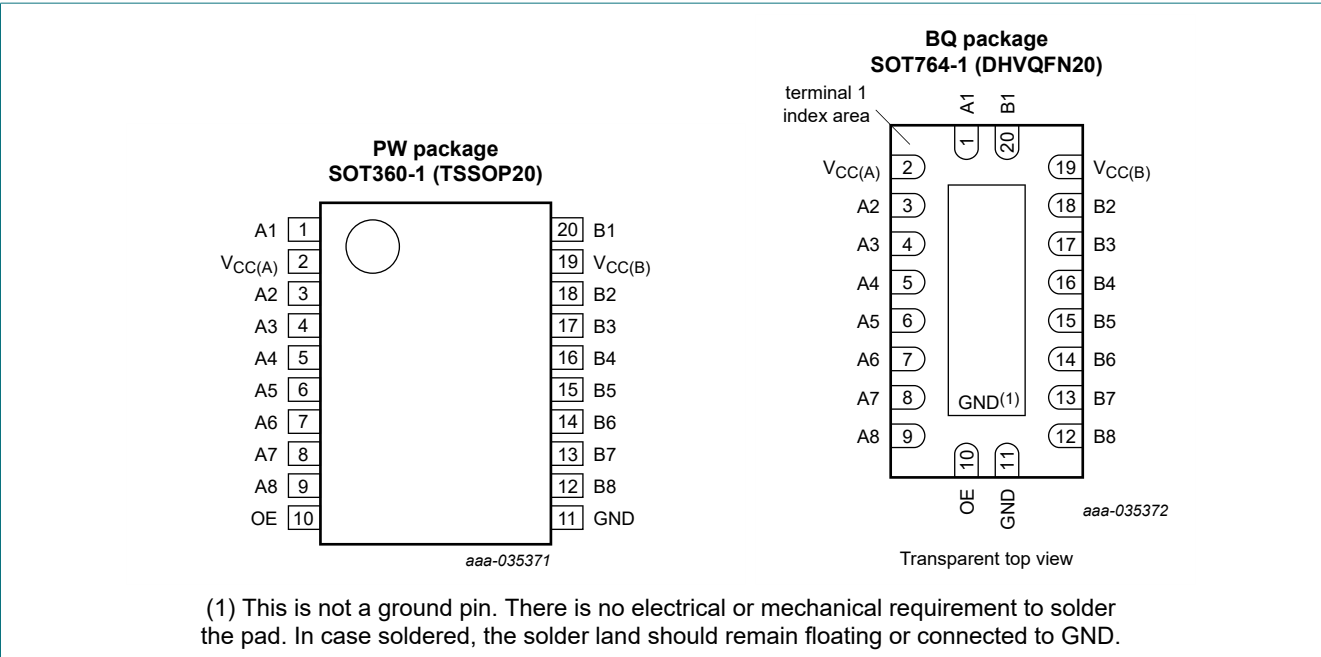 PW package
SOT360-1 (TSSOP20)
A1 1 20 B1
VCC(A) 2 19 VCC(B)
A2 3 18 B2
A3 4 17 B3
A4 5 16 B4
A5 6 15 B5
A6 7 14 B6
A7 8 13 B7
A8 9 12 B8
OE 10 11 GND
aaa-035371
BQ package
SOT764-1 (DHVQFN20)
terminal 1
index area
A1 B1
1 20
VCC(A) 2 19 VCC(B)
A2 3 18 B2
A3 4 17 B3
A4 5 16 B4
A5 6 15 B5
A6 7 14 B6
A7 8 GND(1) 13 B7
A8 9 12 B8
10 11
OE GND
aaa-035372
Transparent top view
(1) This is not a ground pin. There is no electrical or mechanical requirement to solder
the pad. In case soldered, the solder land should remain floating or connected to GND.